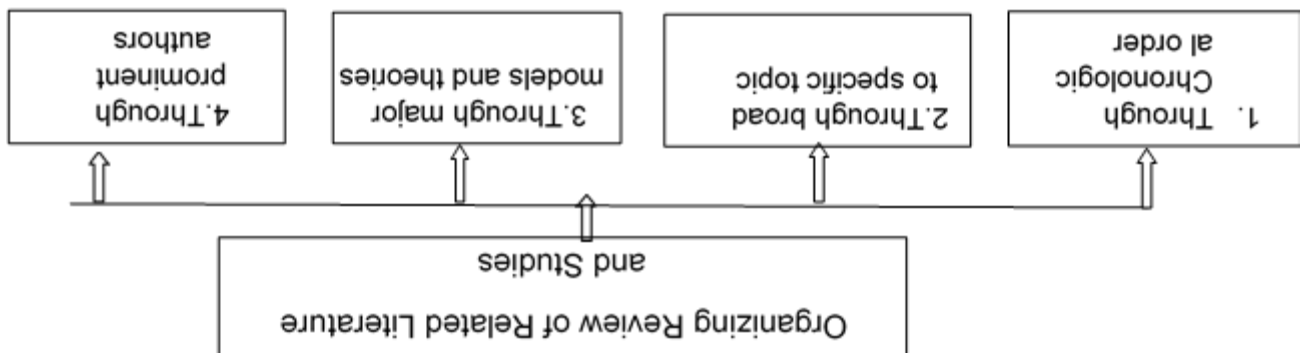 Organizing Review of Related Literature
and Studies
1. Through
Chronologic
al order
2.Through broad
to specific topic
3.Through major
models and theories
4.Through
prominent
authors